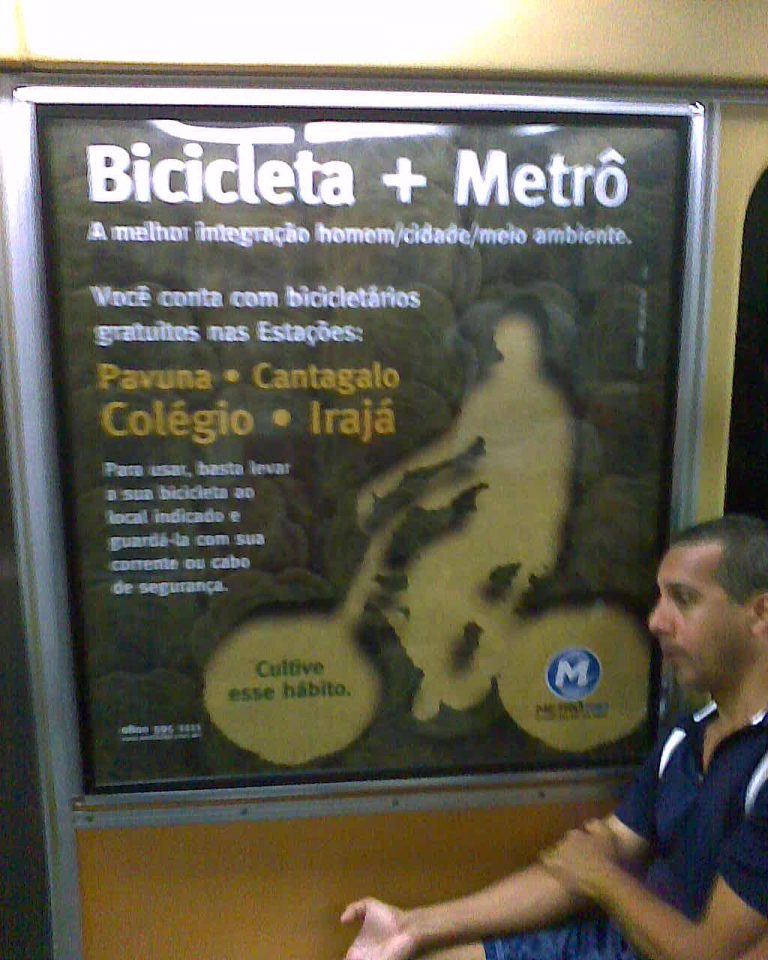 Bicicleta + Metrô
A melhor integração homem/cidade/meio ambiente.
Você conta com bicicletários
gratuitos nas Estações:
Pavuna • Cantagalo
Colégio • Irajá
Para usar, basta levar
a sua bicicleta ao
local indicado e
guardá-la com sua
corrente ou cabo
de segurança.
Cultive
esse hábito.
M
METRÔRIO